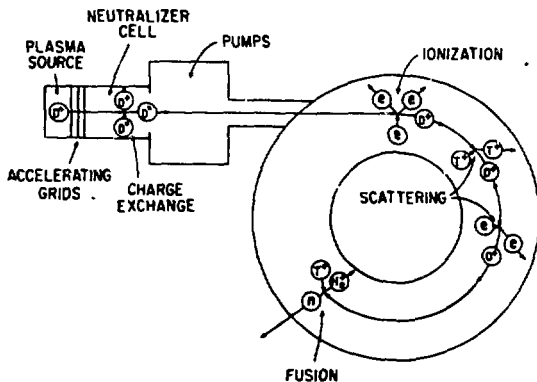 NEUTRALIZER
CELL
PLASMA
SOURCE
PUMPS
IONIZATION
ACCELERATING
GRIDS
CHARGE
EXCHANGE
SCATTERING
FUSION
D⁺
e
e
e
D⁺
T⁺
T⁺
D⁺
e
e
D⁺
T⁺
n